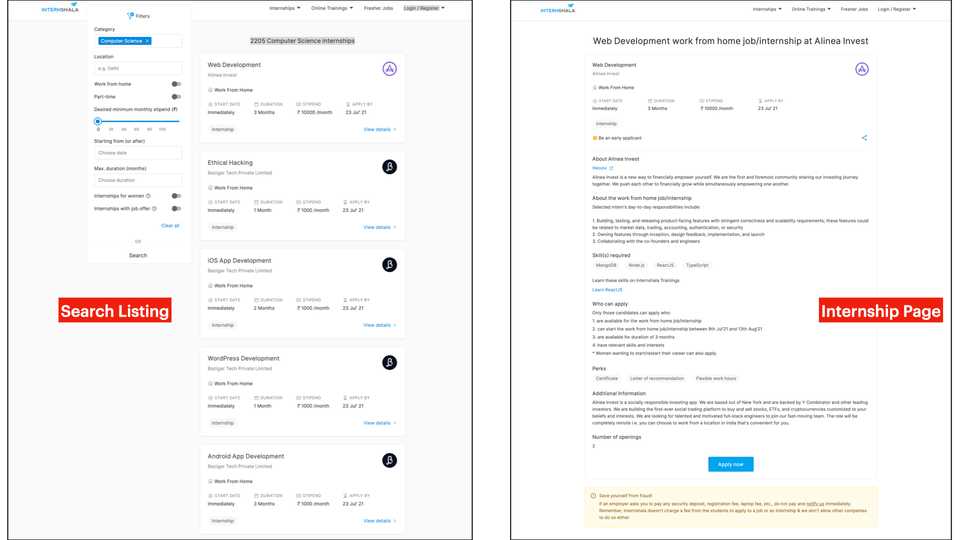 INTERNSHALA
Internships
Online Trainings
Fresher Jobs
Login / Register
Filters
Category
Computer Science ×
Location
e.g. Delhi
Work from home
Part-time
Desired minimum monthly stipend (₹)
0 2K 4K 6K 8K 10K
Starting from (or after)
Choose date
Max. duration (months)
Choose duration
Internships for women
Internships with job offer
Clear all
OR
Search
Search Listing
2205 Computer Science Internships
Web Development
Alinea Invest
Work From Home
START DATE DURATION STIPEND APPLY BY
Immediately 3 Months ₹ 10000 /month 23 Jul' 21
Internship View details
Ethical Hacking
Basiger Tech Private Limited
Work From Home
START DATE DURATION STIPEND APPLY BY
Immediately 1 Month ₹ 10000 /month 23 Jul' 21
Internship View details
iOS App Development
Basiger Tech Private Limited
Work From Home
START DATE DURATION STIPEND APPLY BY
Immediately 2 Months ₹ 10000 /month 23 Jul' 21
Internship View details
WordPress Development
Basiger Tech Private Limited
Work From Home
START DATE DURATION STIPEND APPLY BY
Immediately 1 Month ₹ 10000 /month 23 Jul' 21
Internship View details
Android App Development
Basiger Tech Private Limited
Work From Home
START DATE DURATION STIPEND APPLY BY
Immediately 3 Months ₹ 10000 /month 23 Jul' 21
Internship View details
INTERNSHALA
Internships
Online Trainings
Fresher Jobs
Login / Register
Web Development work from home job/internship at Alinea Invest
Web Development
Alinea Invest
Work From Home
START DATE DURATION STIPEND APPLY BY
Immediately 3 Months ₹ 10000 /month 23 Jul' 21
Internship
Be an early applicant
About Alinea Invest
Website
Alinea Invest is a new way to financially empower yourself. We are the first and foremost community sharing our investing journey
together. We push each other to financially grow while simultaneously empowering one another
About the work from home job/internship
Selected intern's day-to-day responsibilities include:
1. Building, testing, and releasing product-facing features with stringent correctness and scalability requirements; these features could
be related to market data, trading, accounting, authentication, or security
2. Owning features through inception, design feedback, implementation, and launch
3. Collaborating with the co-founders and engineers
Skill(s) required
MongoDB Node.js ReactJS TypeScript
Learn these skills on Internshala Trainings
Learn ReactJS
Who can apply
Only those candidates can apply who:
1. are available for the work from home job/internship
2. can start the work from home job/internship between 9th Jul'21 and 13th Aug'21
3. are available for duration of 3 months
4. have relevant skills and interests
* Women wanting to start/restart their career can also apply.
Internship Page
Perks
Certificate Letter of recommendation Flexible work hours
Additional information
Alinea Invest is a socially responsible investing app. We are based out of New York and are backed by Y Combinator and other leading
investors. We are building the first-ever social trading platform to buy and sell stocks, ETFs, and cryptocurrencies customized to your
beliefs and interests. We are looking for talented and motivated full-stack engineers to join our fast-moving team. The role will be
completely remote i.e. you can choose to work from a location in India that's convenient for you.
Number of openings
2
Apply now
Save yourself from fraud!
If an employer asks you to pay any security deposit, registration fee, laptop fee, etc., do not pay and notify us immediately.
Remember, Internshala doesn't charge a fee from the students to apply to a job or an internship & we don't allow other companies
to do so either